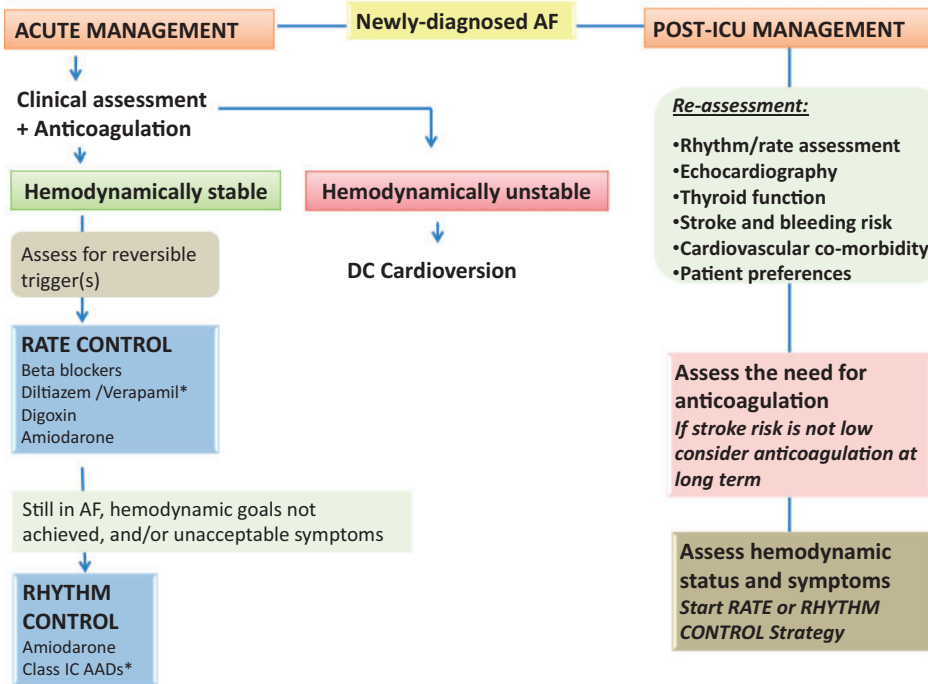 Newly-diagnosed AF
ACUTE MANAGEMENT
Clinical assessment
+ Anticoagulation
Hemodynamically stable
Hemodynamically unstable
Assess for reversible
trigger(s)
DC Cardioversion
RATE CONTROL
Beta blockers
Diltiazem /Verapamil*
Digoxin
Amiodarone
Still in AF, hemodynamic goals not
achieved, and/or unacceptable symptoms
RHYTHM
CONTROL
Amiodarone
Class IC AADs*
POST-ICU MANAGEMENT
Re-assessment:
•Rhythm/rate assessment
•Echocardiography
•Thyroid function
•Stroke and bleeding risk
•Cardiovascular co-morbidity
•Patient preferences
Assess the need for
anticoagulation
If stroke risk is not low
consider anticoagulation at
long term
Assess hemodynamic
status and symptoms
Start RATE or RHYTHM
CONTROL Strategy